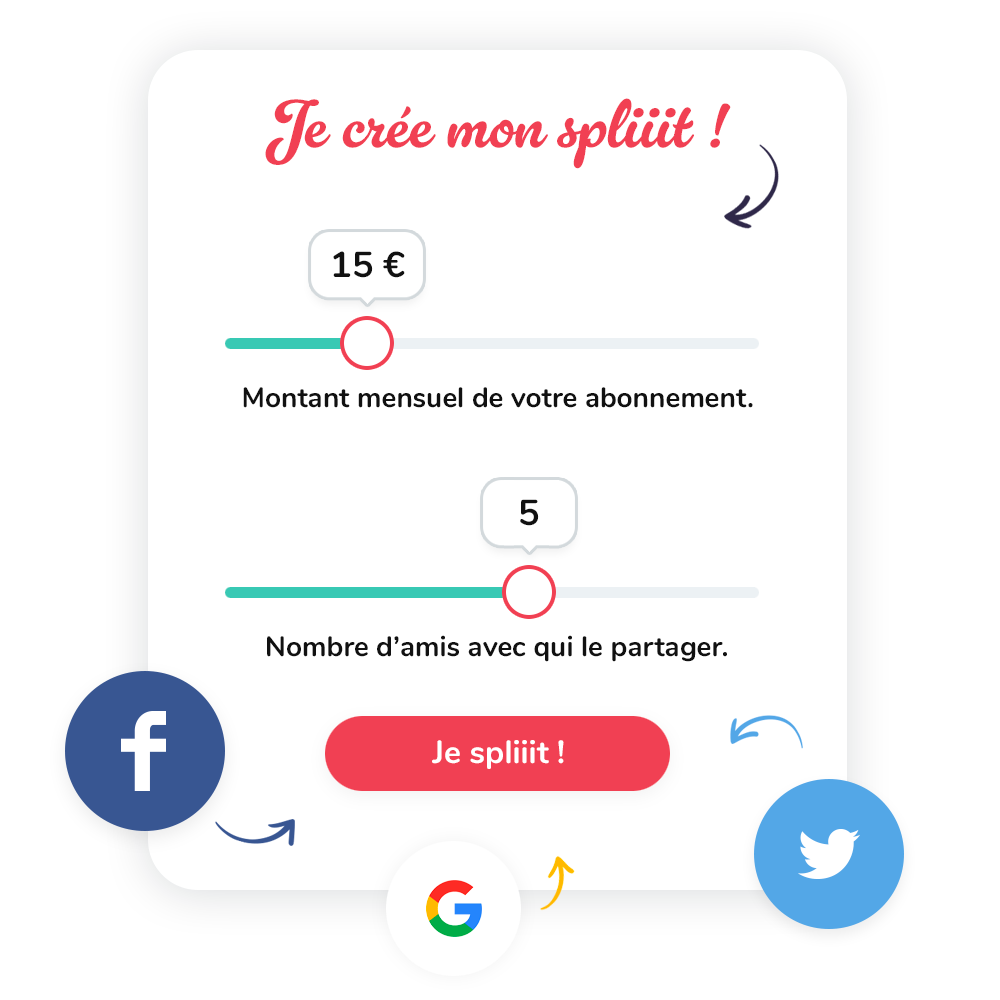 Je crée mon spliiit !
15 €
Montant mensuel de votre abonnement.
5
Nombre d’amis avec qui le partager.
Je spliiit !